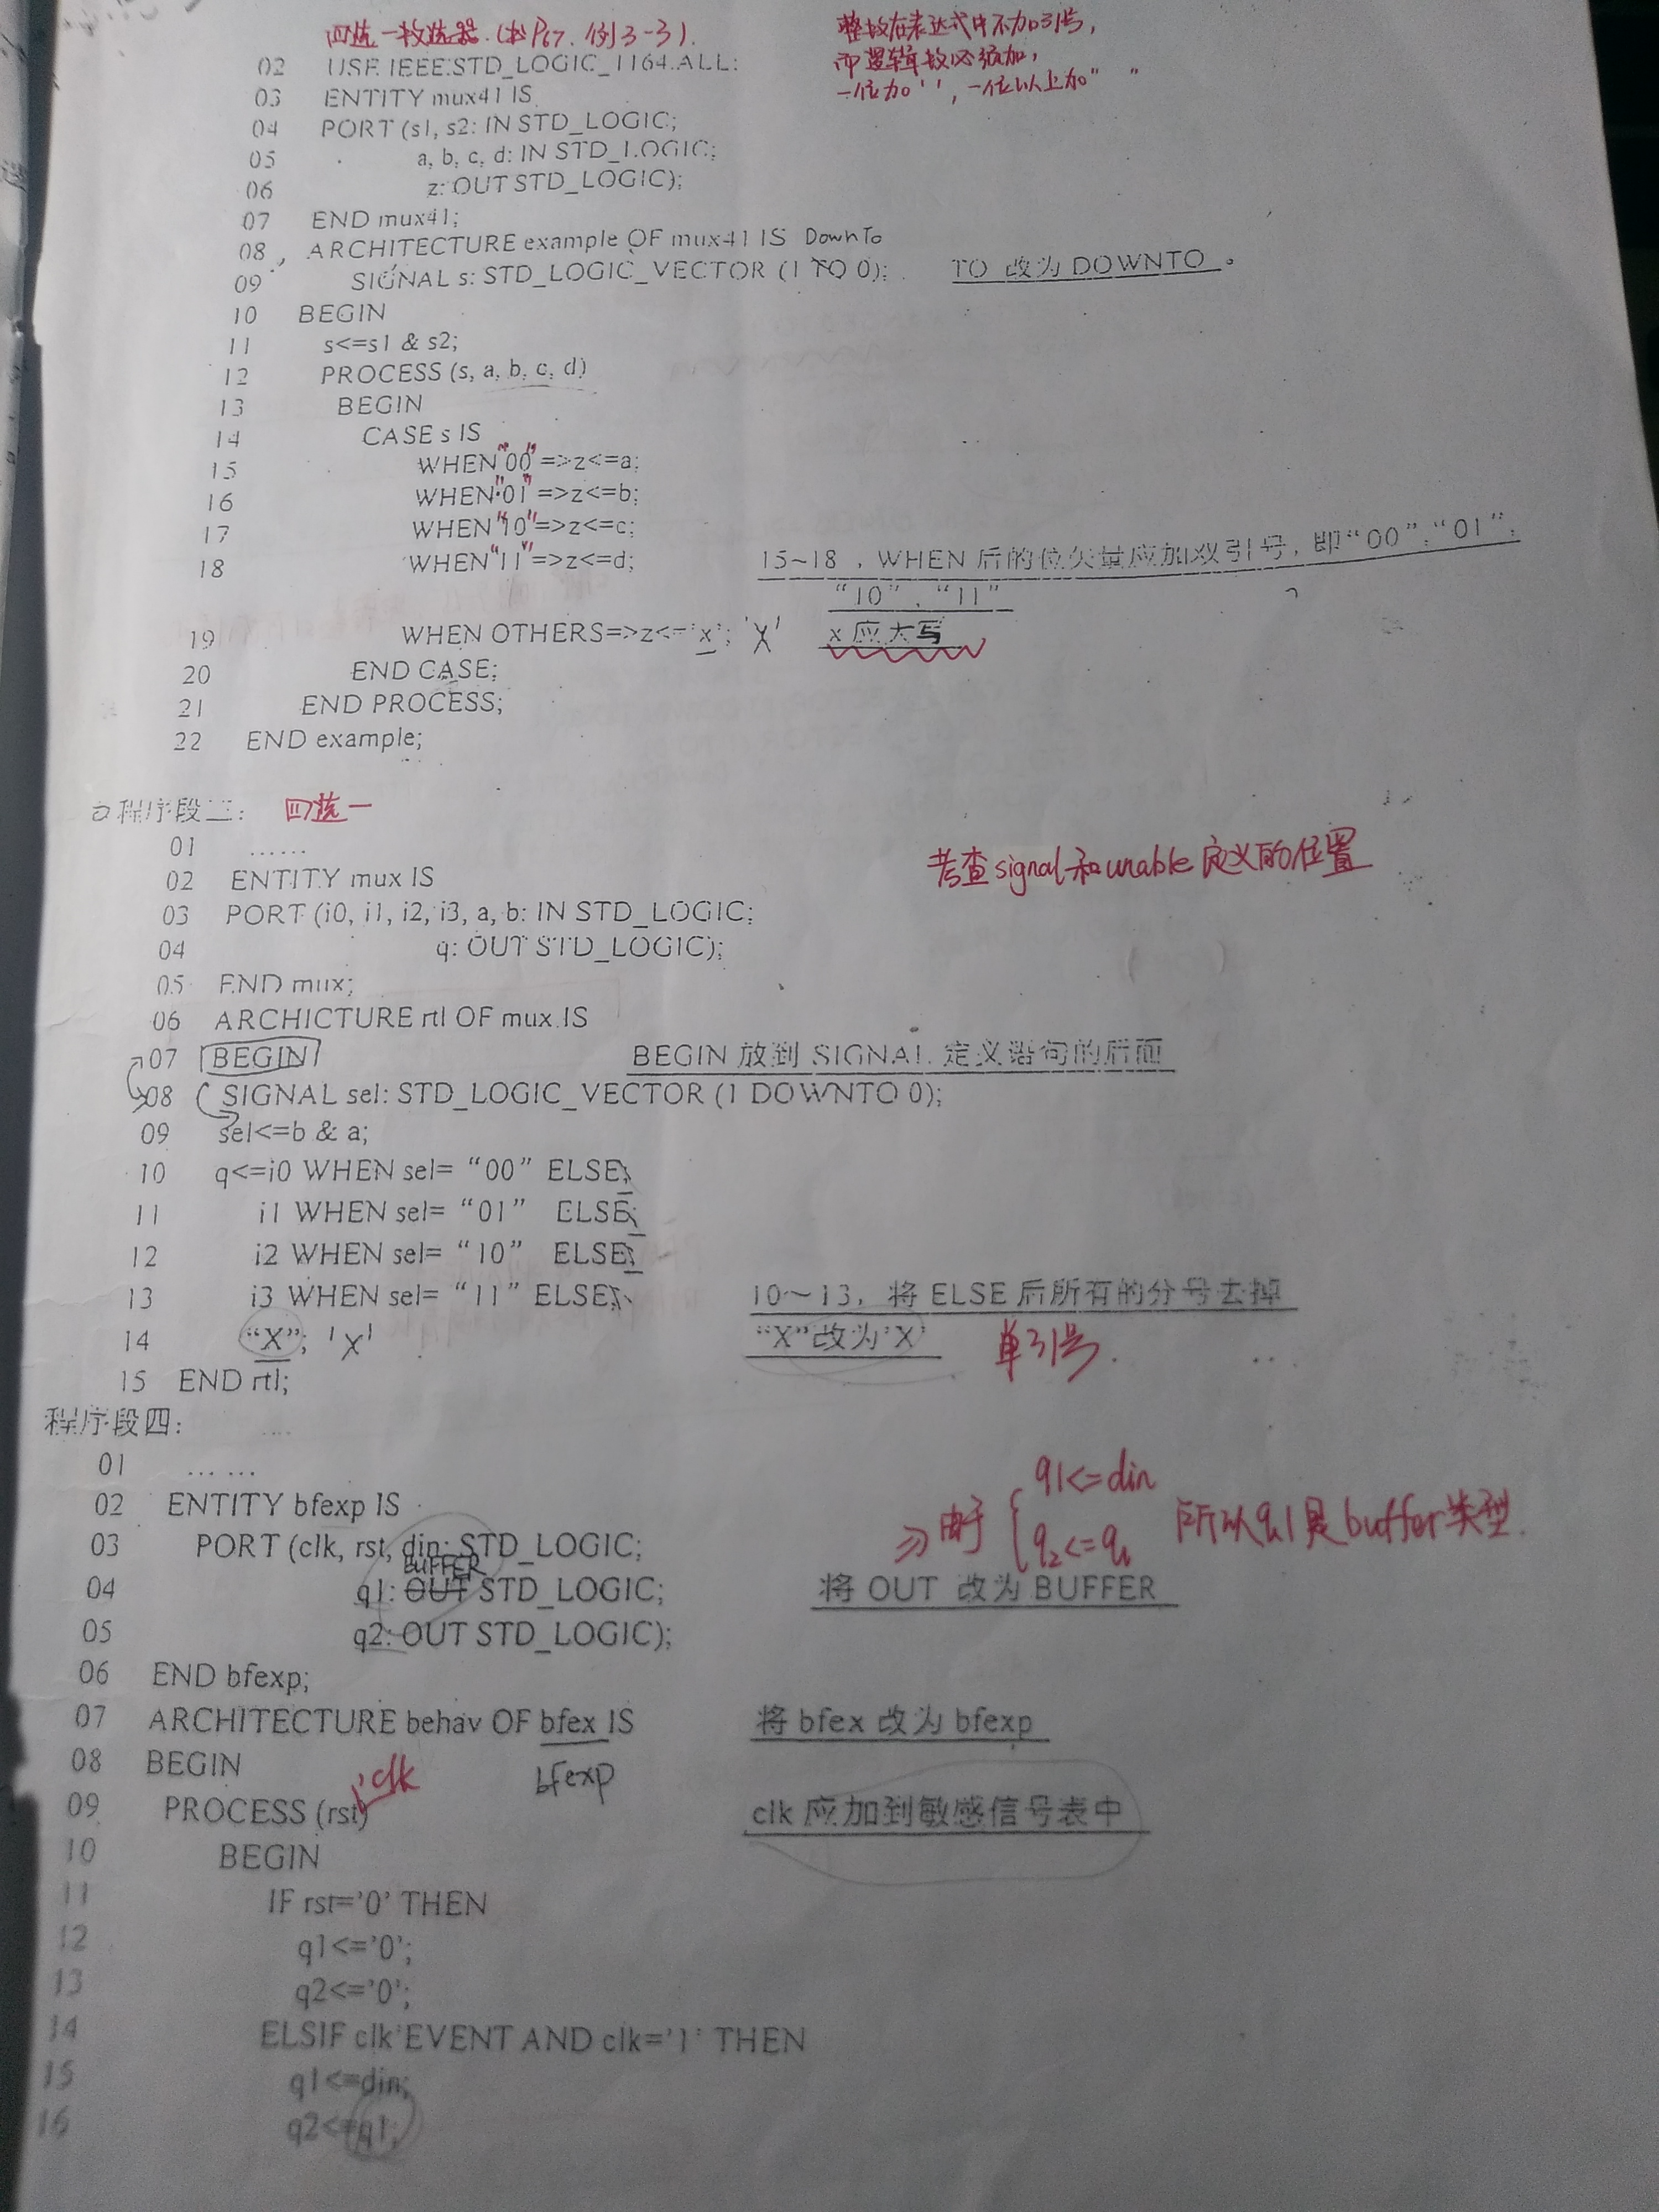 四选一数选器.(书P67.例3-3).
整数在表达式中不加引号,
而逻辑数必须加,
一位加' ', 一位以上加" "
02 USE IEEE.STD_LOGIC_1164.ALL;
03 ENTITY mux41 IS
04 PORT (s1, s2: IN STD_LOGIC;
05 a, b, c, d: IN STD_LOGIC;
06 z: OUT STD_LOGIC);
07 END mux41;
08 ARCHITECTURE example OF mux41 IS DownTo
09 SIGNAL s: STD_LOGIC_VECTOR (1 TO 0); TO 改为 DOWNTO 。
10 BEGIN
11 s<=s1 & s2;
12 PROCESS (s, a, b, c, d)
13 BEGIN
14 CASE s IS
15 WHEN"00"=>z<=a;
16 WHEN"01"=>z<=b;
17 WHEN"10"=>z<=c;
18 WHEN"11"=>z<=d; 15~18 ，WHEN 后的位矢量应加双引号，即“00”,“01”,
“10”，“11”
19 WHEN OTHERS=>z<='x'; 'X' x 应大写
20 END CASE;
21 END PROCESS;
22 END example;
程序段三： 四选一
01 ……
考查signal和variable定义的位置
02 ENTITY mux IS
03 PORT (i0, i1, i2, i3, a, b: IN STD_LOGIC;
04 q: OUT STD_LOGIC);
05 END mux;
06 ARCHICTURE rtl OF mux IS
07 BEGIN BEGIN 放到 SIGNAL 定义语句的后面
08 SIGNAL sel: STD_LOGIC_VECTOR (1 DOWNTO 0);
09 sel<=b & a;
10 q<=i0 WHEN sel= “00” ELSE;
11 i1 WHEN sel= “01” ELSE;
12 i2 WHEN sel= “10” ELSE;
13 i3 WHEN sel= “11” ELSE; 10～13，将 ELSE 后所有的分号去掉
14 “X”; 'X' “X”改为'X' 单引号.
15 END rtl;
程序段四:
01 … …
02 ENTITY bfexp IS
由于 { q1<=din q2<=q1 所以q1是buffer类型.
03 PORT (clk, rst, din: STD_LOGIC;
BUFFER
04 q1: OUT STD_LOGIC; 将 OUT 改为 BUFFER
05 q2: OUT STD_LOGIC);
06 END bfexp;
07 ARCHITECTURE behav OF bfex IS 将 bfex 改为 bfexp
08 BEGIN bfexp
,clk
09 PROCESS (rst) clk 应加到敏感信号表中
10 BEGIN
11 IF rst='0' THEN
12 q1<='0';
13 q2<='0';
14 ELSIF clk'EVENT AND clk='1' THEN
15 q1<=din;
16 q2<=q1;